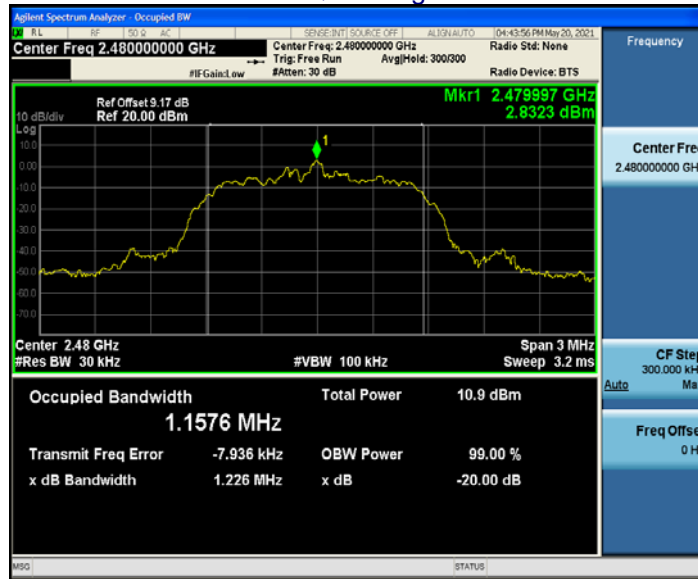 Agilent Spectrum Analyzer - Occupied BW
RL RF 50 Ω AC SENSE:INT SOURCE OFF ALIGN AUTO 04:43:56 PM May 20, 2021
Center Freq 2.480000000 GHz Center Freq: 2.480000000 GHz Radio Std: None Frequency
Trig: Free Run Avg|Hold: 300/300
#IFGain:Low #Atten: 30 dB Radio Device: BTS
Ref Offset 9.17 dB Mkr1 2.479997 GHz
10 dB/div Ref 20.00 dBm 2.8323 dBm
Log
10.0
0.00
-10.0
-20.0
-30.0
-40.0
-50.0
-60.0
-70.0
1
Center Fre
2.480000000 GH
Center 2.48 GHz Span 3 MHz
#Res BW 30 kHz #VBW 100 kHz Sweep 3.2 ms
CF Ste
300.000 kH
Auto Ma
Occupied Bandwidth Total Power 10.9 dBm
1.1576 MHz
Freq Offse
0 H
Transmit Freq Error -7.936 kHz OBW Power 99.00 %
x dB Bandwidth 1.226 MHz x dB -20.00 dB
MSG STATUS